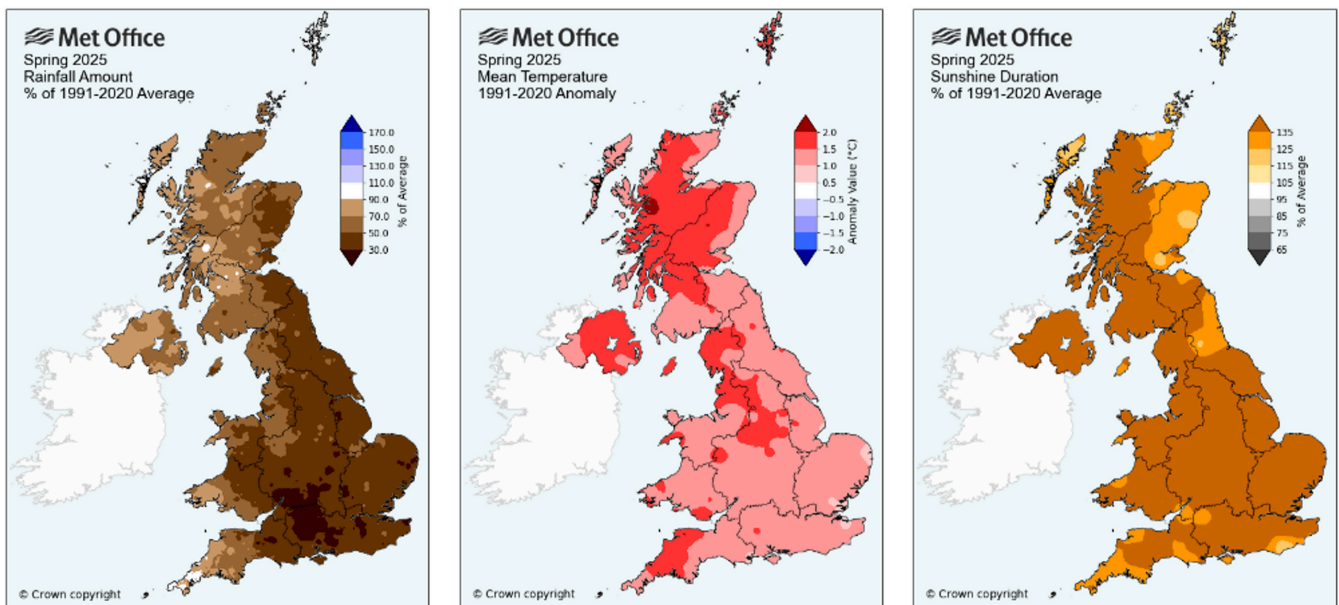 Met Office
Spring 2025
Rainfall Amount
% of 1991-2020 Average
170.0
150.0
130.0
110.0
90.0
70.0
50.0
30.0
% of Average
© Crown copyright
Met Office
Spring 2025
Mean Temperature
1991-2020 Anomaly
2.0
1.5
1.0
0.5
−0.5
−1.0
−1.5
−2.0
Anomaly Value (°C)
© Crown copyright
Met Office
Spring 2025
Sunshine Duration
% of 1991-2020 Average
135
125
115
105
95
85
75
65
% of Average
© Crown copyright